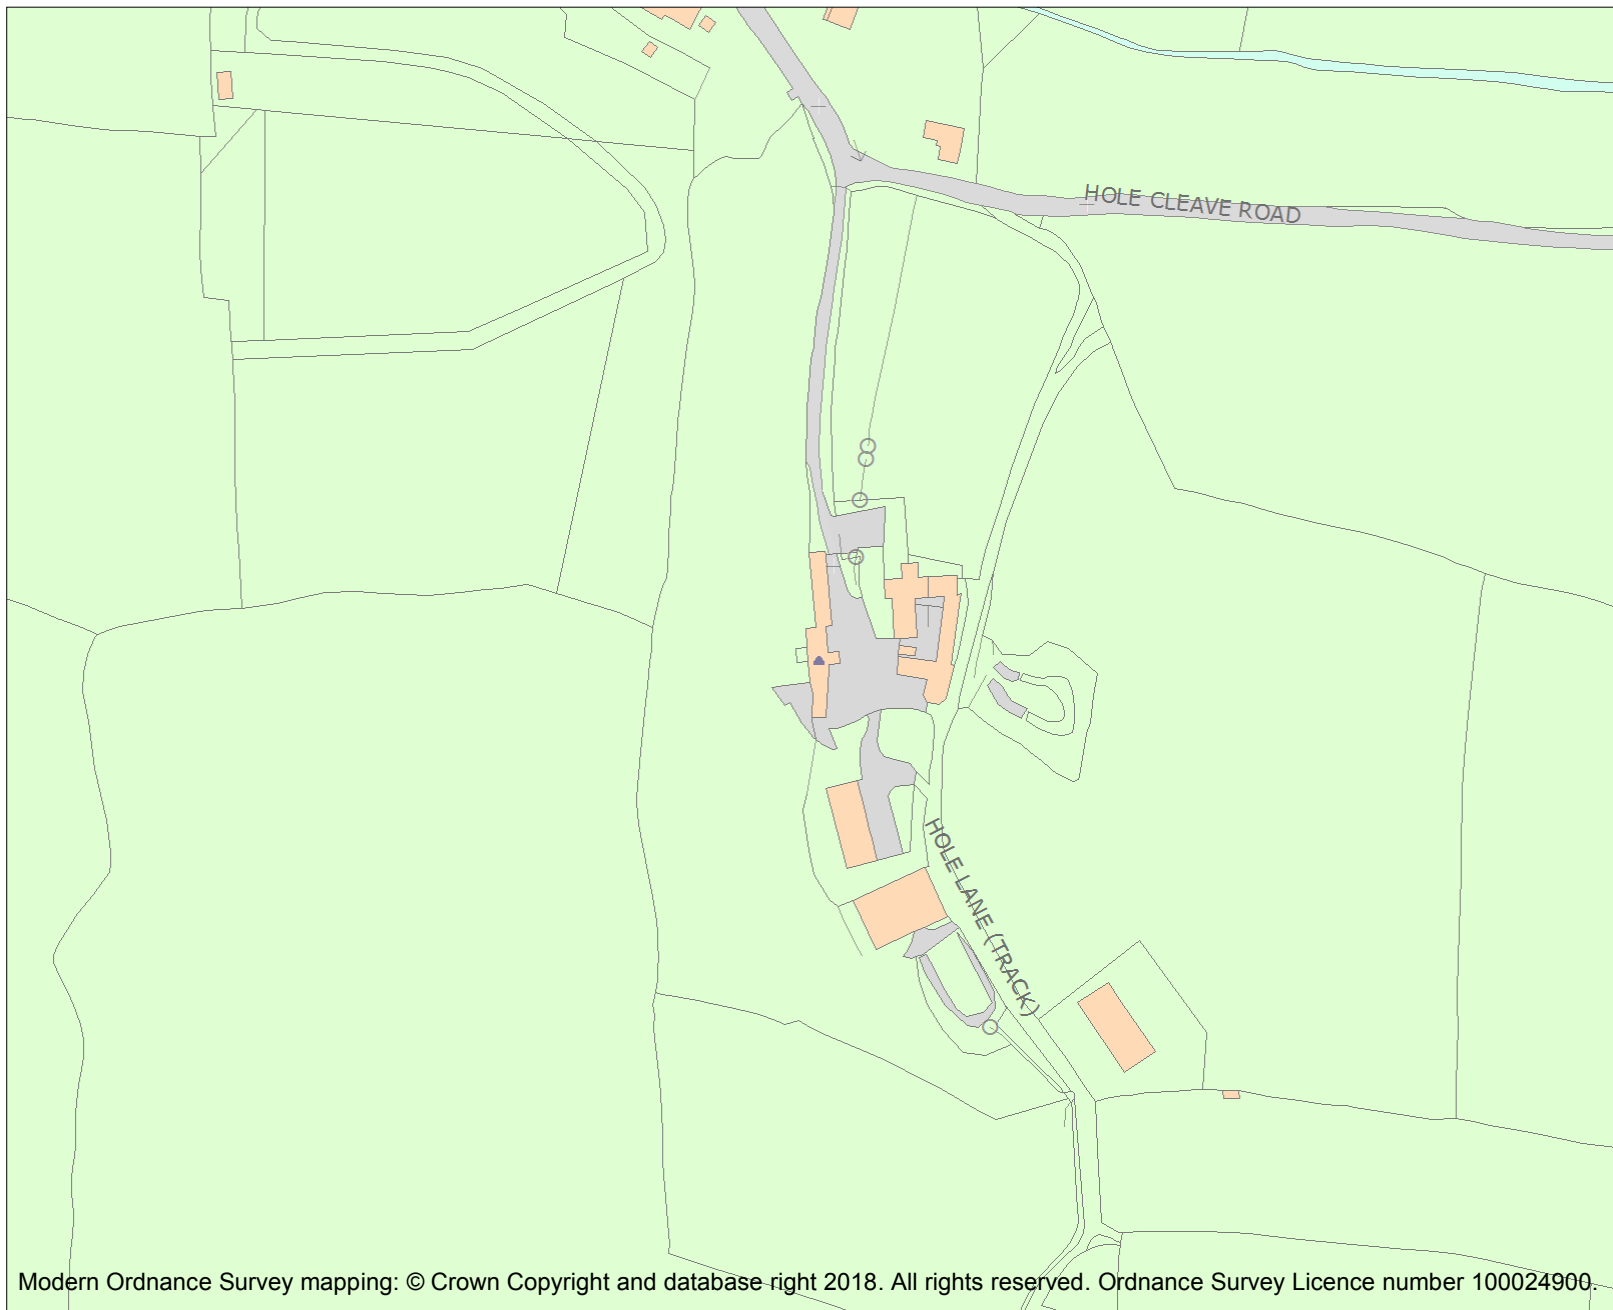 HOLE CLEAVE ROAD
HOLE LANE (TRACK)
Modern Ordnance Survey mapping: © Crown Copyright and database right 2018. All rights reserved. Ordnance Survey Licence number 100024900.